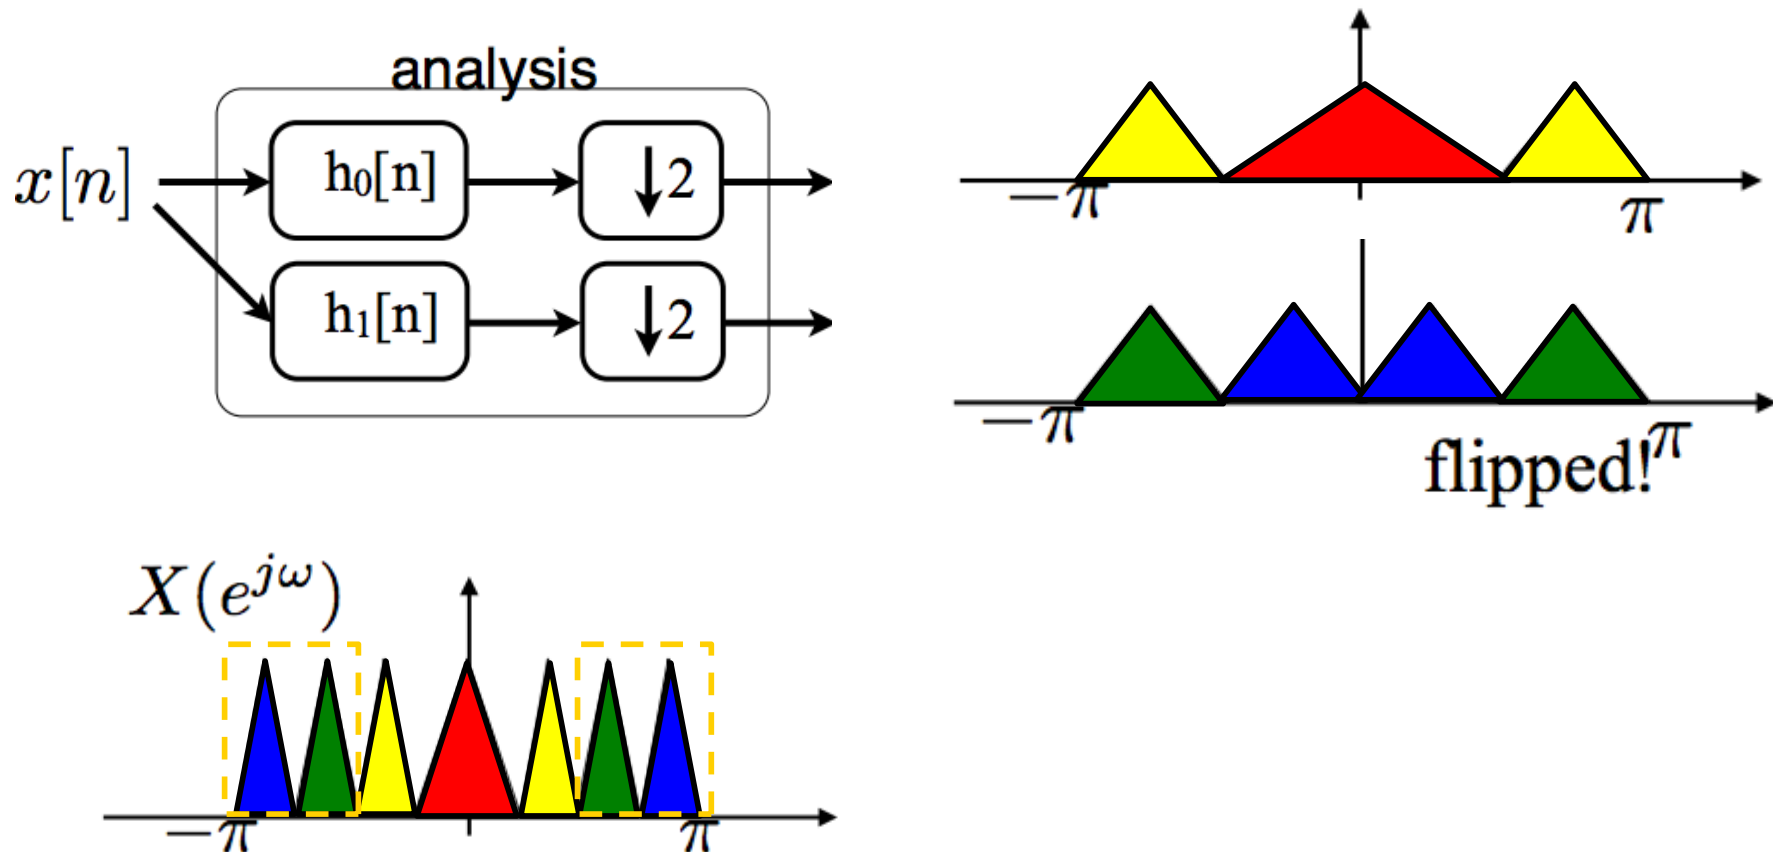 analysis
x[n]
h₀[n]
↓2
h₁[n]
↓2
−π
π
−π
π
flipped!
X(e^{jω})
−π
π